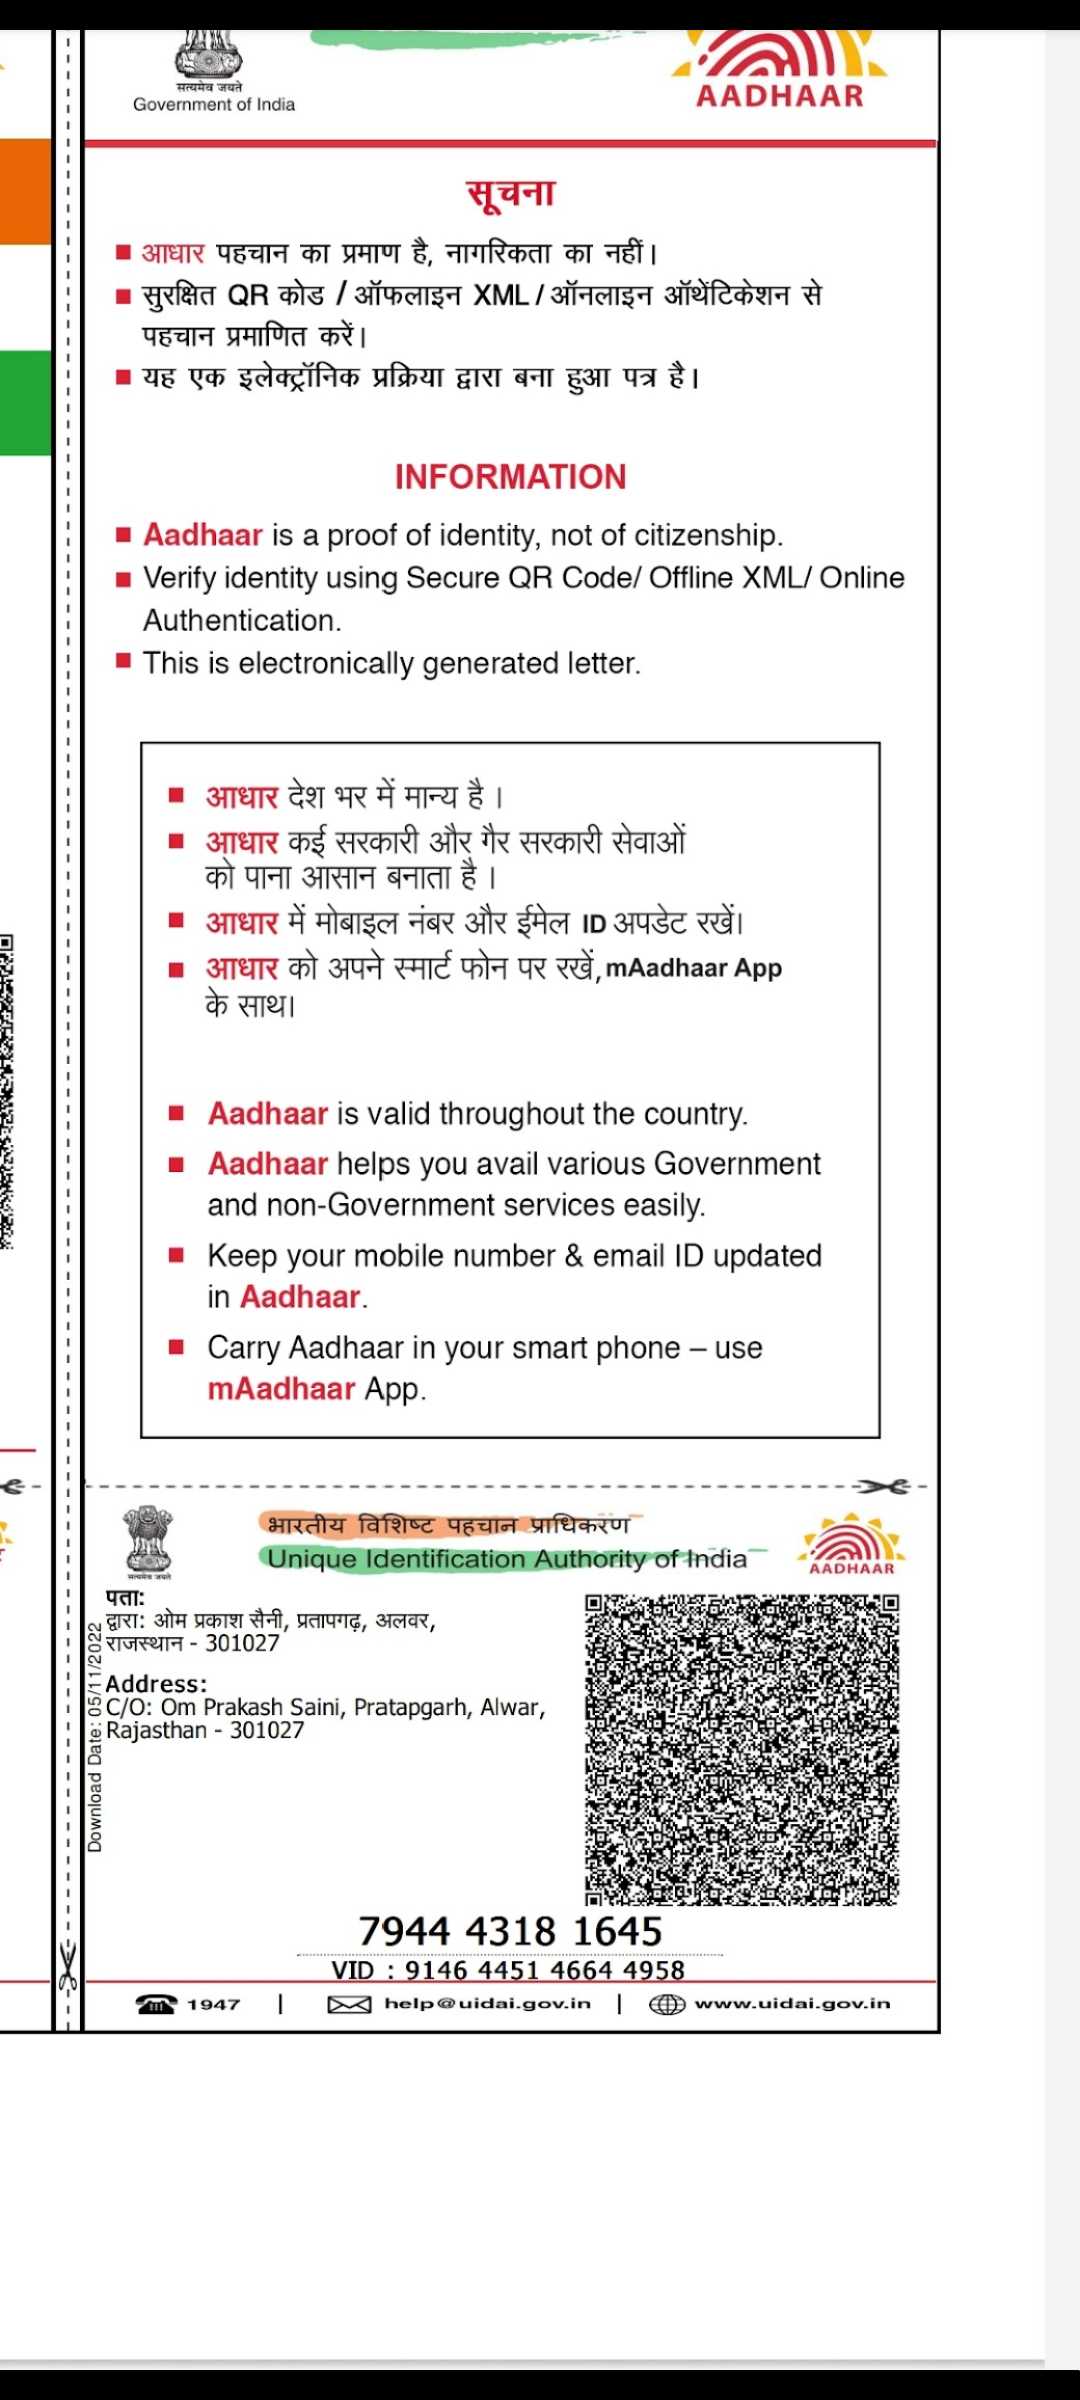 सत्यमेव जयते
Government of India
AADHAAR
सूचना
आधार पहचान का प्रमाण है, नागरिकता का नहीं।
सुरक्षित QR कोड / ऑफलाइन XML / ऑनलाइन ऑथेंटिकेशन से
पहचान प्रमाणित करें।
यह एक इलेक्ट्रॉनिक प्रक्रिया द्वारा बना हुआ पत्र है।
INFORMATION
Aadhaar is a proof of identity, not of citizenship.
Verify identity using Secure QR Code/ Offline XML/ Online
Authentication.
This is electronically generated letter.
आधार देश भर में मान्य है ।
आधार कई सरकारी और गैर सरकारी सेवाओं
को पाना आसान बनाता है ।
आधार में मोबाइल नंबर और ईमेल ID अपडेट रखें।
आधार को अपने स्मार्ट फोन पर रखें, mAadhaar App
के साथ।
Aadhaar is valid throughout the country.
Aadhaar helps you avail various Government
and non-Government services easily.
Keep your mobile number & email ID updated
in Aadhaar.
Carry Aadhaar in your smart phone – use
mAadhaar App.
भारतीय विशिष्ट पहचान प्राधिकरण
Unique Identification Authority of India
सत्यमेव जयते
AADHAAR
पता:
द्वारा: ओम प्रकाश सैनी, प्रतापगढ़, अलवर,
राजस्थान - 301027
Address:
C/O: Om Prakash Saini, Pratapgarh, Alwar,
Rajasthan - 301027
Download Date: 05/11/2022
7944 4318 1645
VID : 9146 4451 4664 4958
1947 | help@uidai.gov.in | www.uidai.gov.in